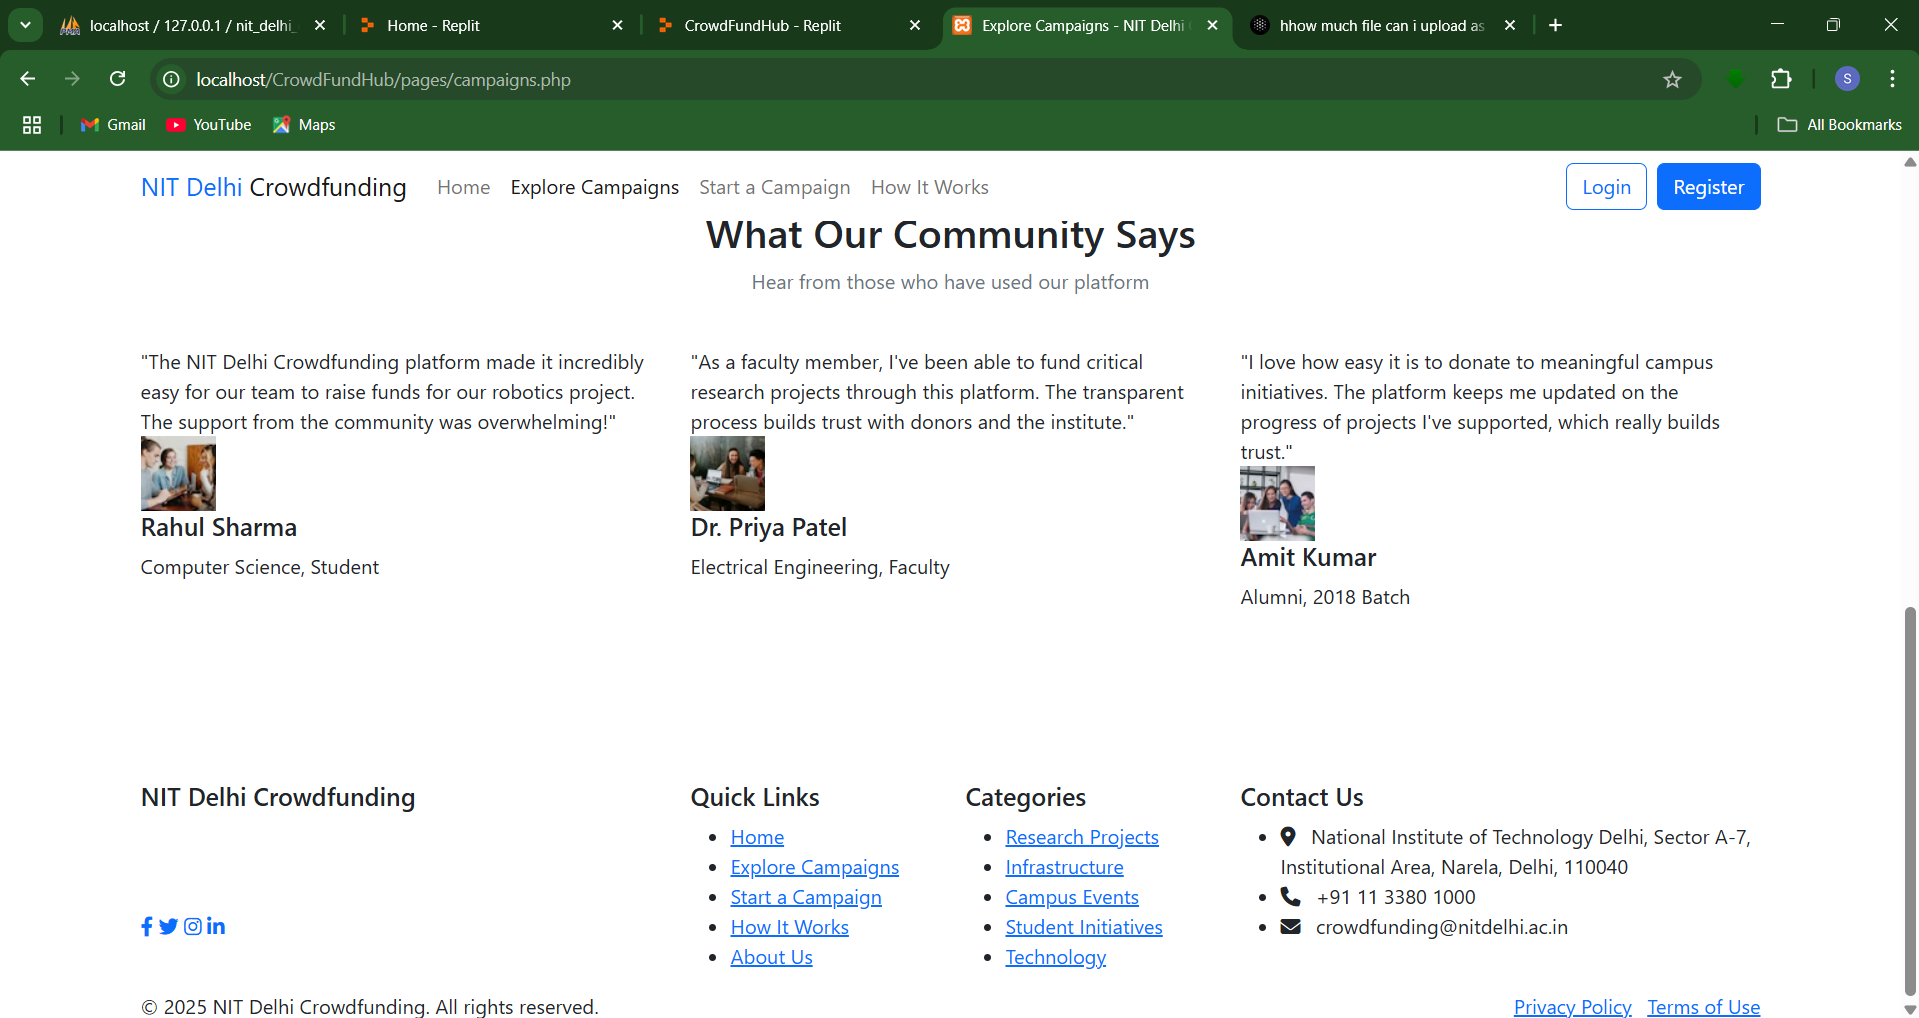 localhost / 127.0.0.1 / nit_delhi_
Home - Replit
CrowdFundHub - Replit
Explore Campaigns - NIT Delhi
hhow much file can i upload as
localhost/CrowdFundHub/pages/campaigns.php
S
Gmail
YouTube
Maps
All Bookmarks
NIT Delhi Crowdfunding
Home
Explore Campaigns
Start a Campaign
How It Works
Login
Register
What Our Community Says
Hear from those who have used our platform
"The NIT Delhi Crowdfunding platform made it incredibly
easy for our team to raise funds for our robotics project.
The support from the community was overwhelming!"
Rahul Sharma
Computer Science, Student
"As a faculty member, I've been able to fund critical
research projects through this platform. The transparent
process builds trust with donors and the institute."
Dr. Priya Patel
Electrical Engineering, Faculty
"I love how easy it is to donate to meaningful campus
initiatives. The platform keeps me updated on the
progress of projects I've supported, which really builds
trust."
Amit Kumar
Alumni, 2018 Batch
NIT Delhi Crowdfunding
Quick Links
Home
Explore Campaigns
Start a Campaign
How It Works
About Us
Categories
Research Projects
Infrastructure
Campus Events
Student Initiatives
Technology
Contact Us
National Institute of Technology Delhi, Sector A-7,
Institutional Area, Narela, Delhi, 110040
+91 11 3380 1000
crowdfunding@nitdelhi.ac.in
© 2025 NIT Delhi Crowdfunding. All rights reserved.
Privacy Policy
Terms of Use